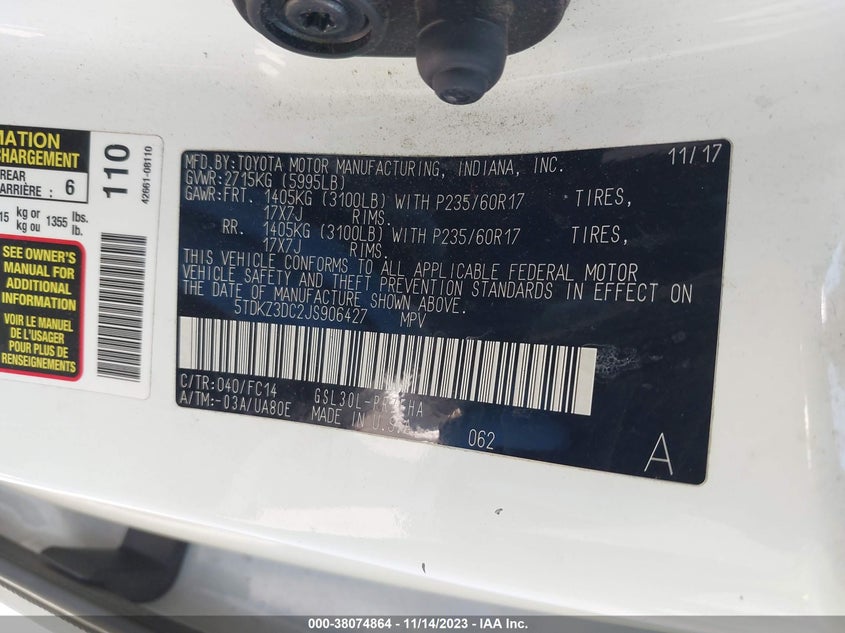 MATION
CHARGEMENT
REAR
ARRIÈRE 6
15 kg or 1355 lbs.
kg ou lb.
SEE OWNER'S
MANUAL FOR
ADDITIONAL
INFORMATION
VOIR LE MANUEL
DE L'USAGER
POUR PLUS DE
RENSEIGNEMENTS
110
42661-08110
MFD.BY:TOYOTA MOTOR MANUFACTURING, INDIANA, INC. 11/17
GVWR:2715KG (5995LB)
GAWR:FRT. 1405KG (3100LB) WITH P235/60R17 TIRES,
17X7J RIMS.
RR. 1405KG (3100LB) WITH P235/60R17 TIRES,
17X7J RIMS.
THIS VEHICLE CONFORMS TO ALL APPLICABLE FEDERAL MOTOR
VEHICLE SAFETY AND THEFT PREVENTION STANDARDS IN EFFECT ON
THE DATE OF MANUFACTURE SHOWN ABOVE.
5TDKZ3DC2JS906427 MPV
C/TR:040/FC14
A/TM:-03A/UA80E
MADE IN
062
A
000-38074864 - 11/14/2023 - IAA Inc.